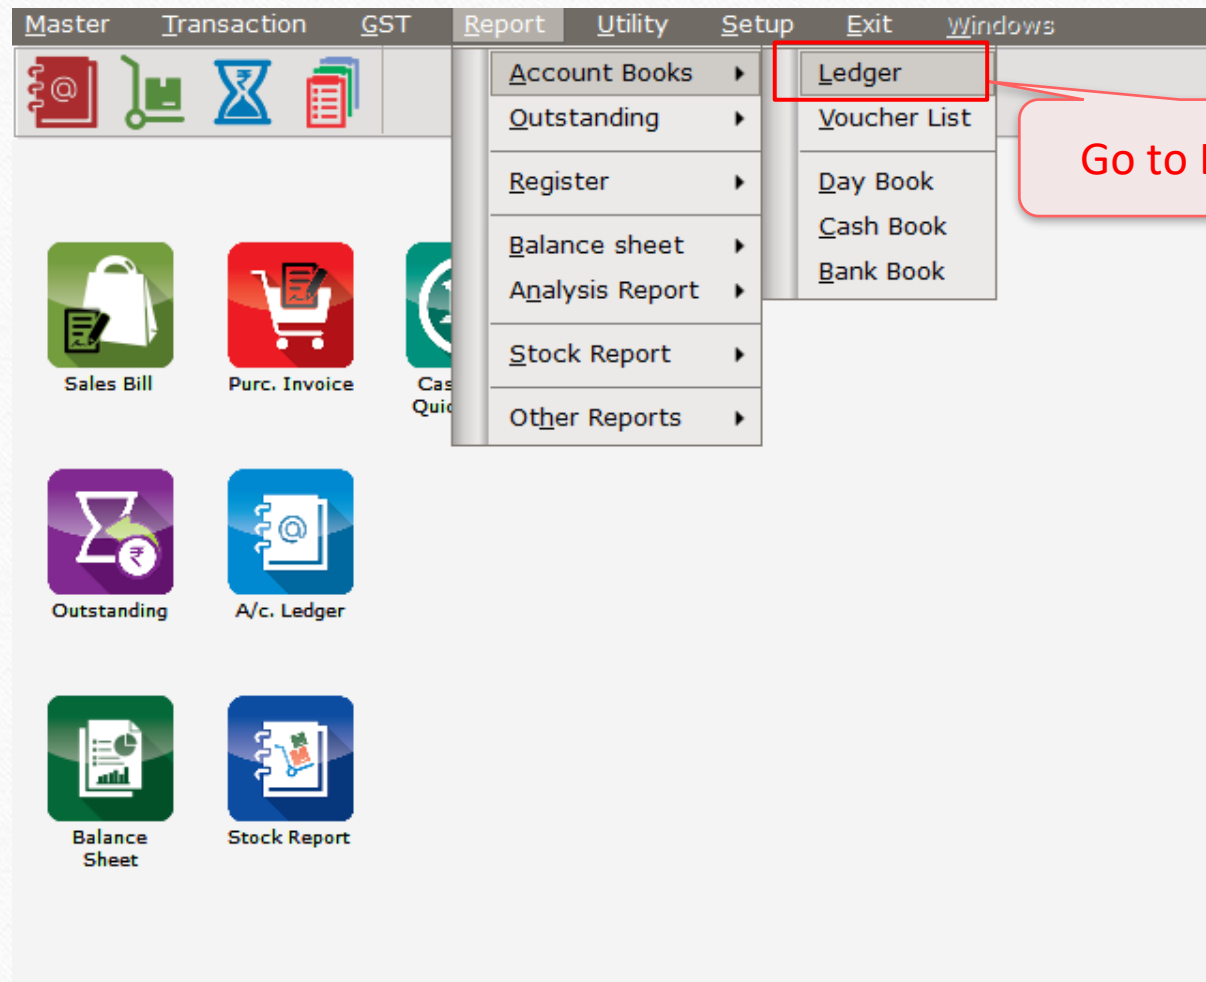 Master Transaction GST Report Utility Setup Exit Windows
Account Books
Outstanding
Register
Balance sheet
Analysis Report
Stock Report
Other Reports
Ledger
Voucher List
Day Book
Cash Book
Bank Book
Go to
Sales Bill
Purc. Invoice
Outstanding
A/c. Ledger
Balance
Sheet
Stock Report